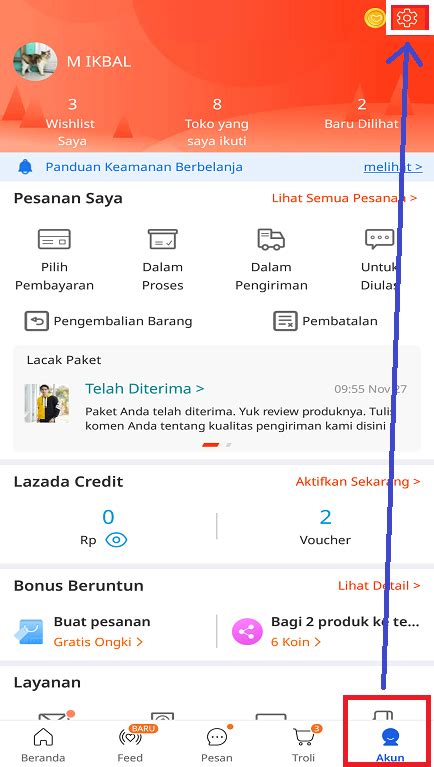 M IKBAL
3
Wishlist
Saya
8
Toko yang
saya ikuti
2
Baru Dilihat
Panduan Keamanan Berbelanja
melihat >
Pesanan Saya
Lihat Semua Pesanan >
Pilih
Pembayaran
Dalam
Proses
Dalam
Pengiriman
Untuk
Diulas
Pengembalian Barang
Pembatalan
Lacak Paket
Telah Diterima >
09:55 Nov 27
Paket Anda telah diterima. Yuk review produknya. Tulis
komen Anda tentang kualitas pengiriman kami disini
Lazada Credit
Aktifkan Sekarang >
0
Rp
2
Voucher
Bonus Beruntun
Lihat Detail >
Buat pesanan
Gratis Ongki >
Bagi 2 produk ke te...
6 Koin >
Layanan
Beranda
BARU
Feed
Pesan
3
Troli
Akun